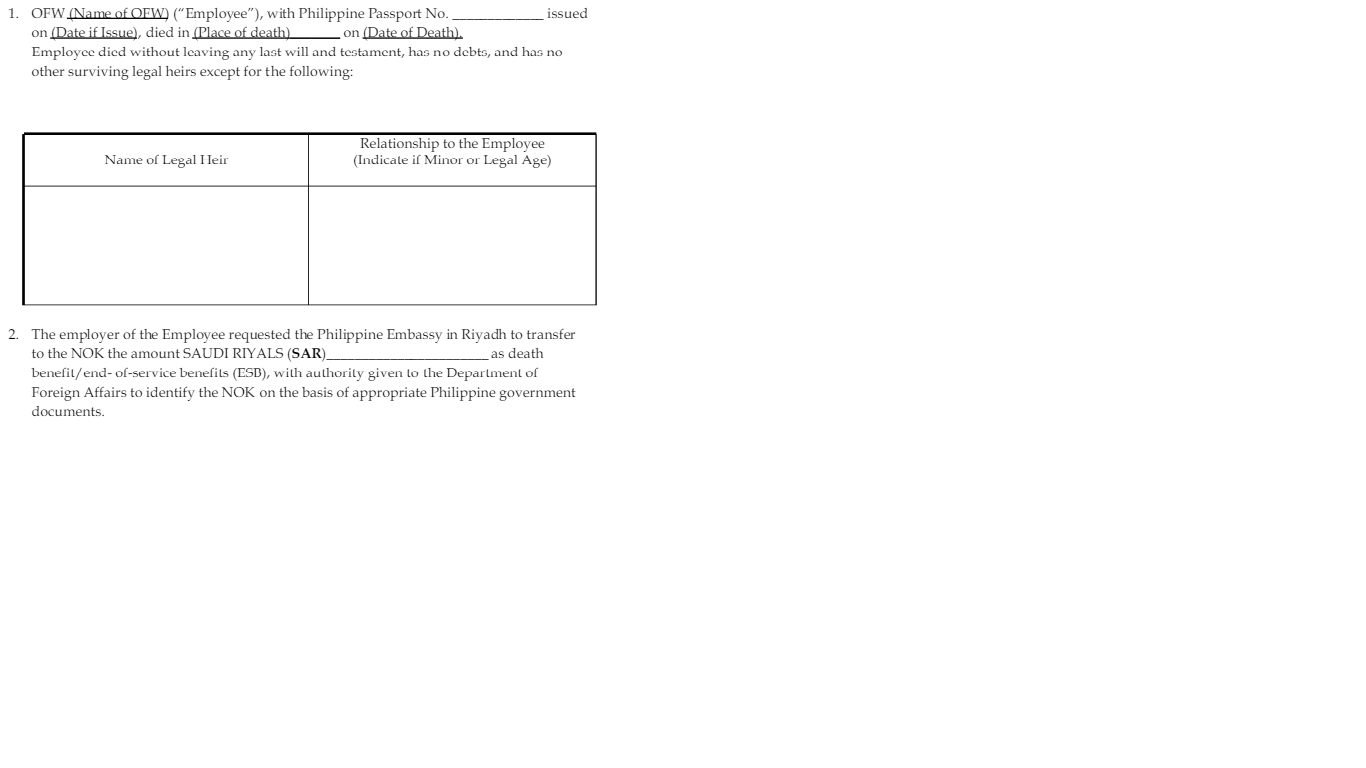 1. OFW (Name of OFW) (“Employee”), with Philippine Passport No. _____________ issued
on (Date if Issue), died in (Place of death)_______ on (Date of Death).
Employee died without leaving any last will and testament, has no debts, and has no
other surviving legal heirs except for the following:
Name of Legal Heir
Relationship to the Employee
(Indicate if Minor or Legal Age)
2. The employer of the Employee requested the Philippine Embassy in Riyadh to transfer
to the NOK the amount SAUDI RIYALS (SAR)_______________________ as death
benefit/end- of-service benefits (ESB), with authority given to the Department of
Foreign Affairs to identify the NOK on the basis of appropriate Philippine government
documents.